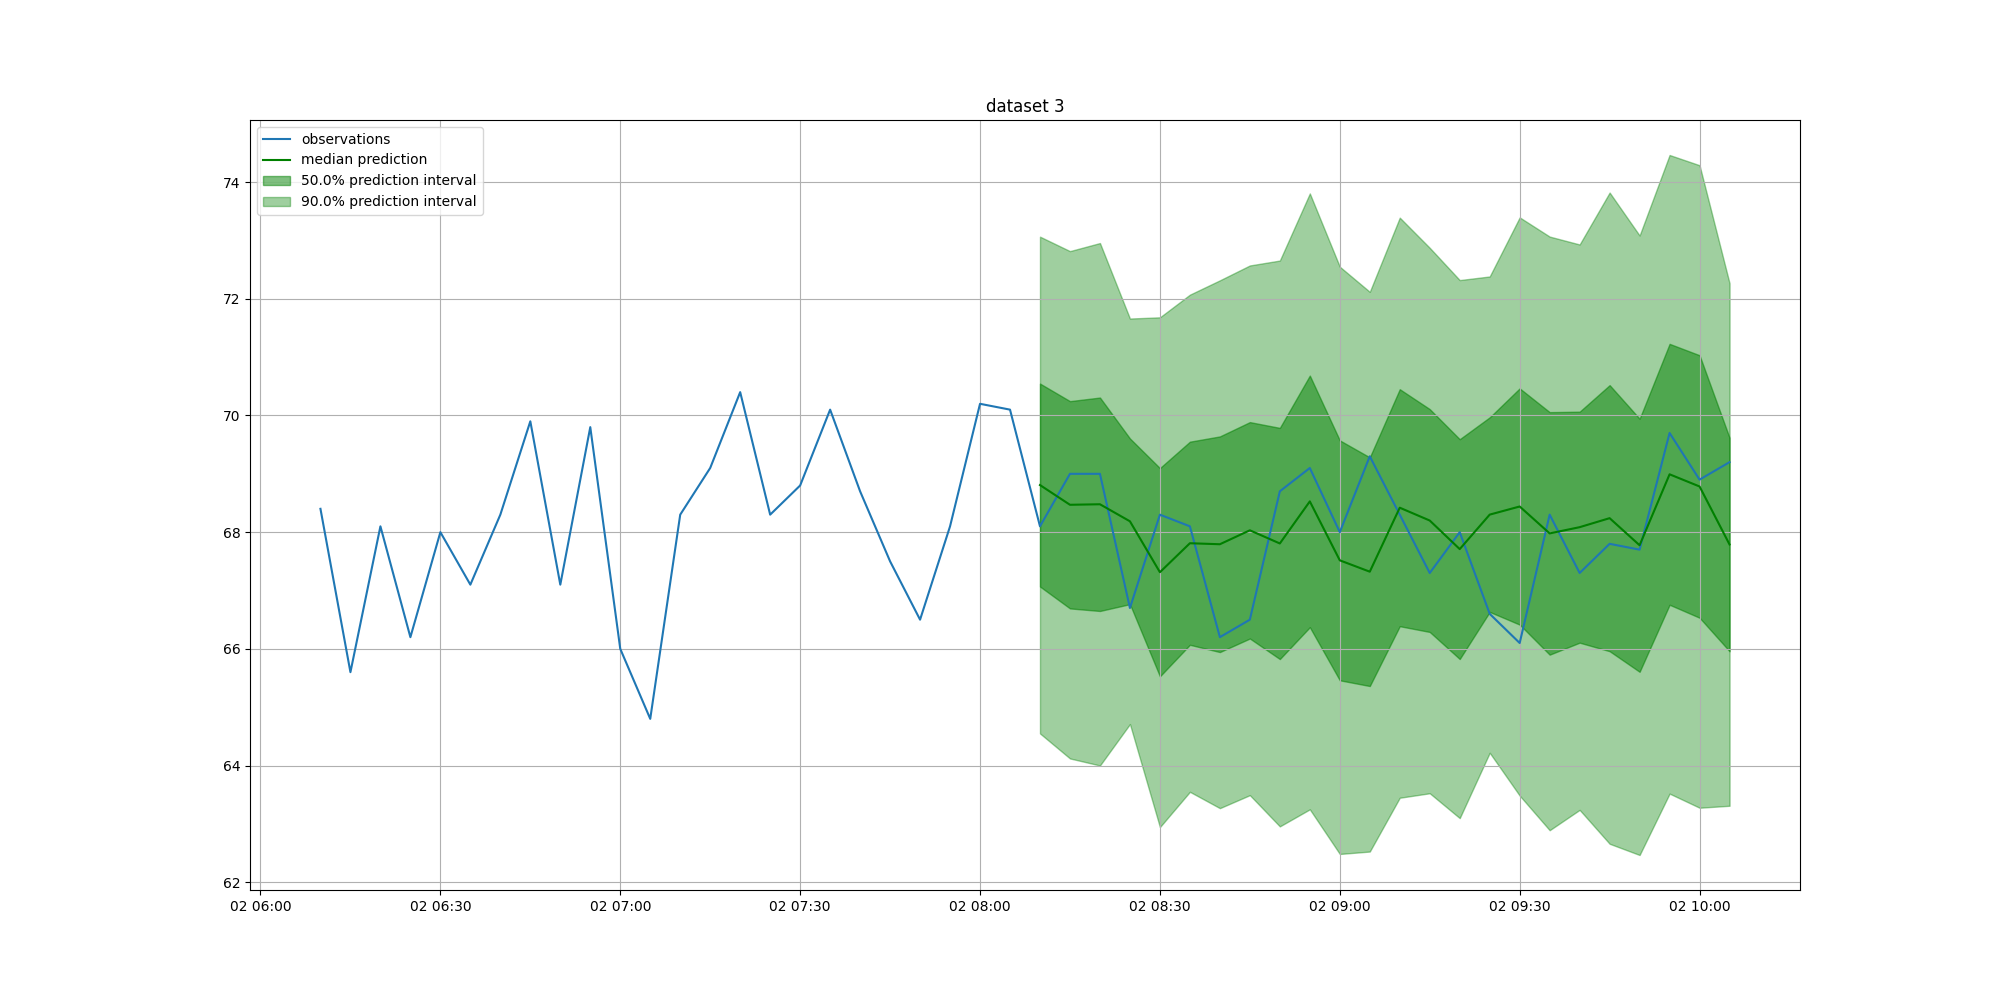 dataset 3
observations
median prediction
50.0% prediction interval
90.0% prediction interval
74
72
70
68
66
64
62
02 06:00 02 06:30 02 07:00 02 07:30 02 08:00 02 08:30 02 09:00 02 09:30 02 10:00